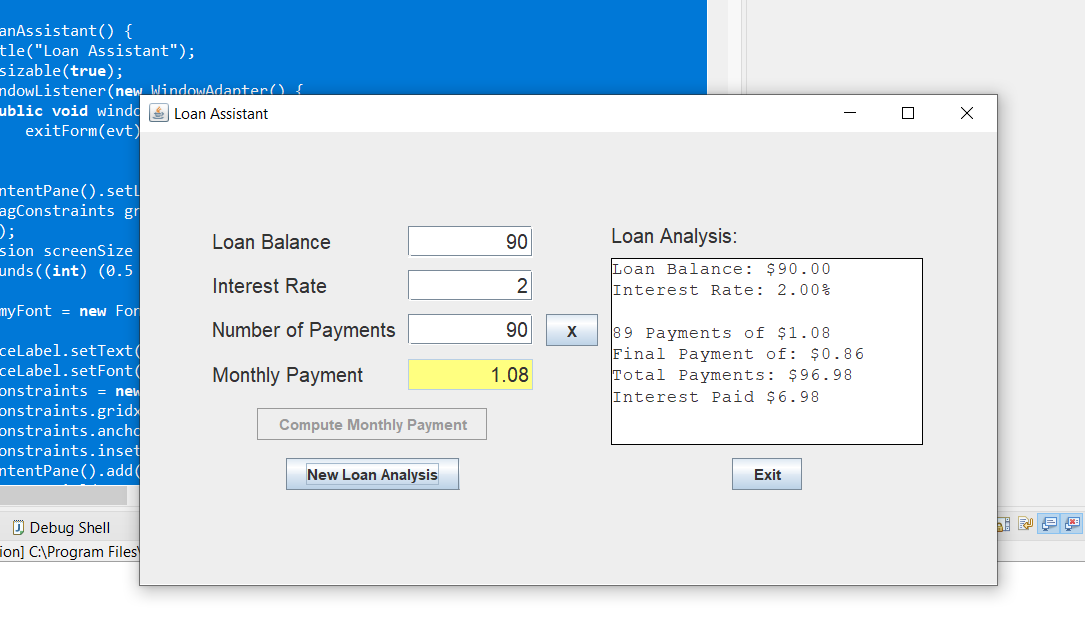 anAssistant() {
tle("Loan Assistant");
sizable(true);
ndowListener(new WindowAdapter() {
ublic void windo
exitForm(evt)
ntentPane().setL
agConstraints gr
);
sion screenSize
unds((int) (0.5
myFont = new Fon
ceLabel.setText(
ceLabel.setFont(
onstraints = new
onstraints.gridx
onstraints.ancho
onstraints.inset
ntentPane().add(
Loan Assistant
Loan Balance 90
Interest Rate 2
Number of Payments 90 X
Monthly Payment 1.08
Compute Monthly Payment
New Loan Analysis
Loan Analysis:
Loan Balance: $90.00
Interest Rate: 2.00%
89 Payments of $1.08
Final Payment of: $0.86
Total Payments: $96.98
Interest Paid $6.98
Exit
Debug Shell
ion] C:\Program Files\